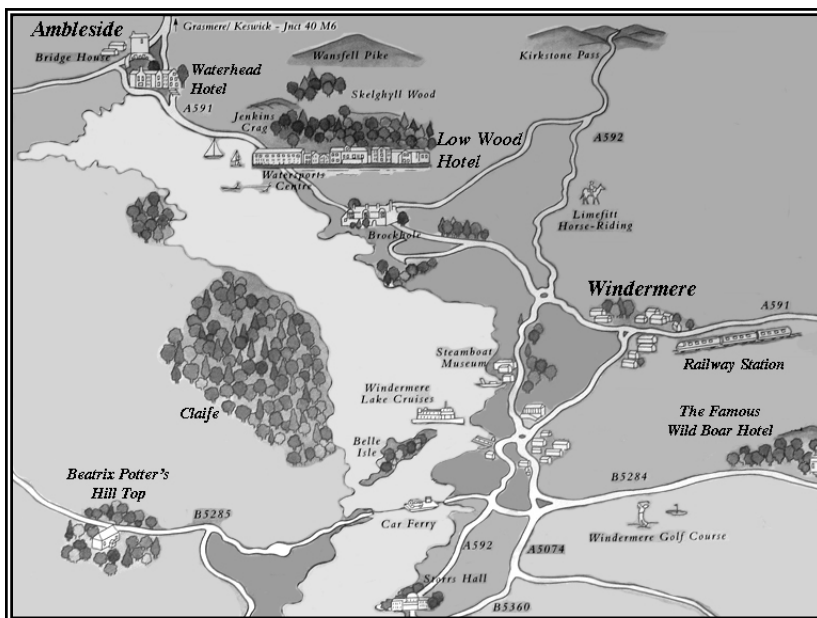 Ambleside
Grasmere/ Keswick - Jnct 40 M6
Bridge House
Wansfell Pike
Kirkstone Pass
Waterhead
Hotel
Skelghyll Wood
A591
Jenkins
Crag
Low Wood
Hotel
A592
Watersports
Centre
Limefitt
Horse-Riding
Brockhole
Windermere
A591
Steamboat
Museum
Railway Station
Windermere
Lake Cruises
Claife
The Famous
Wild Boar Hotel
Belle
Isle
Beatrix Potter's
Hill Top
B5284
B5285
Car Ferry
Windermere Golf Course
A592
A5074
Storrs Hall
B5360